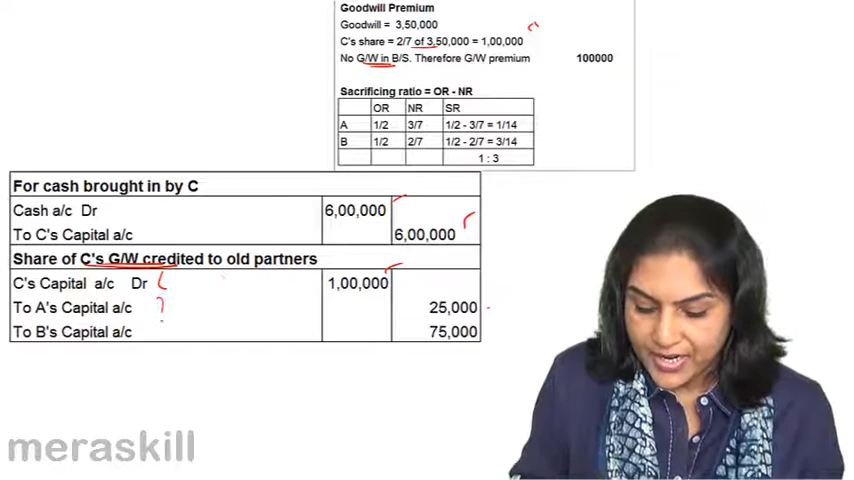 Goodwill Premium
Goodwill = 3,50,000
C's share = 2/7 of 3,50,000 = 1,00,000
No G/W in B/S. Therefore G/W premium 100000
Sacrificing ratio = OR - NR
OR NR SR
A 1/2 3/7 1/2 - 3/7 = 1/14
B 1/2 2/7 1/2 - 2/7 = 3/14
1 : 3
For cash brought in by C
Cash a/c Dr 6,00,000
To C's Capital a/c 6,00,000
Share of C's G/W credited to old partners
C's Capital a/c Dr 1,00,000
To A's Capital a/c 25,000
To B's Capital a/c 75,000
meraskill